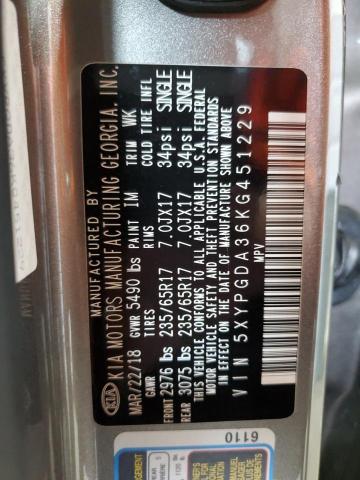 MANUFACTURED BY
KIA KIA MOTORS MANUFACTURING GEORGIA, INC.
MAR/22/18 PAINT 1M TRIM WK
GVWR 5490 lbs
GAWR TIRES RIMS COLD TIRE INFL
FRONT 2976 lbs 235/65R17 7.0JX17 34psi SINGLE
REAR 3075 lbs 235/65R17 7.0JX17 34psi SINGLE
THIS VEHICLE CONFORMS TO ALL APPLICABLE U.S.A. FEDERAL
MOTOR VEHICLE SAFETY AND THEFT PREVENTION STANDARDS
IN EFFECT ON THE DATE OF MANUFACTURE SHOWN ABOVE
VIN 5XYPGDA36KG451229
MPV
6110